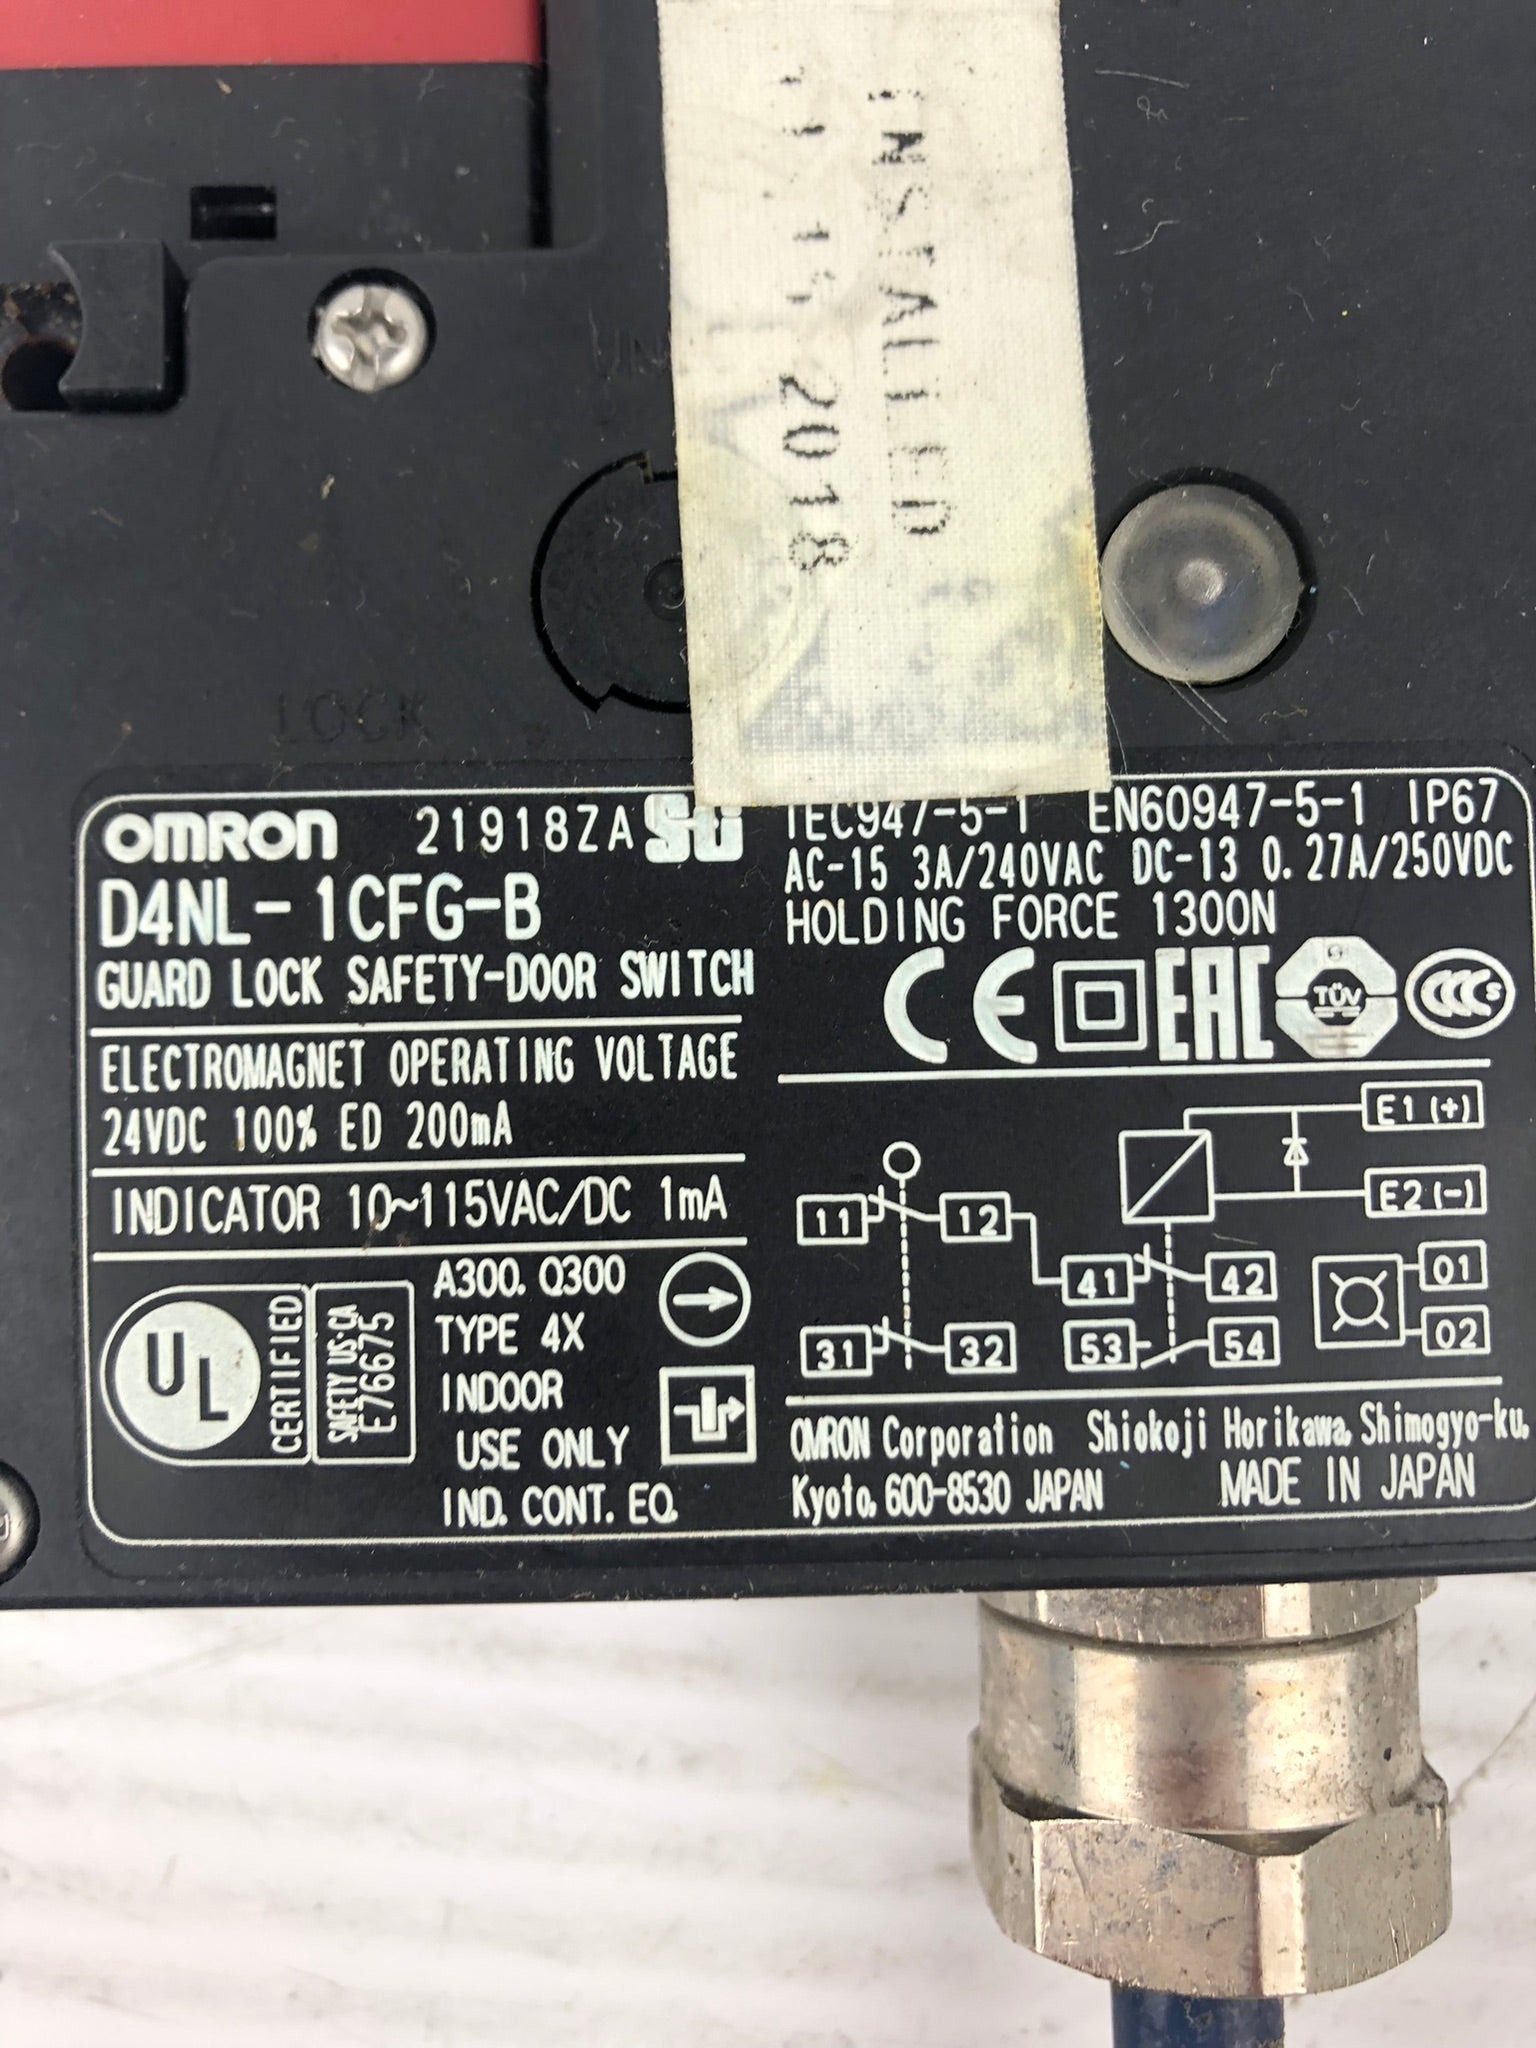 INSTALLED
2018
LOCK
OMRON 21918ZA
D4NL-1CFG-B
GUARD LOCK SAFETY-DOOR SWITCH
ELECTROMAGNET OPERATING VOLTAGE
24VDC 100% ED 200mA
INDICATOR 10~115VAC/DC 1mA
UL
CERTIFIED
SAFETY US·CA
E76675
A300. Q300
TYPE 4X
INDOOR
USE ONLY
IND. CONT. EQ.
IEC947-5-1 EN60947-5-1 IP67
AC-15 3A/240VAC DC-13 0.27A/250VDC
HOLDING FORCE 1300N
CE EAC TÜV CCC S
E1(+)
E2(-)
11 12
41 42
31 32
53 54
01
02
OMRON Corporation Shiokoji Horikawa, Shimogyo-ku,
Kyoto, 600-8530 JAPAN MADE IN JAPAN